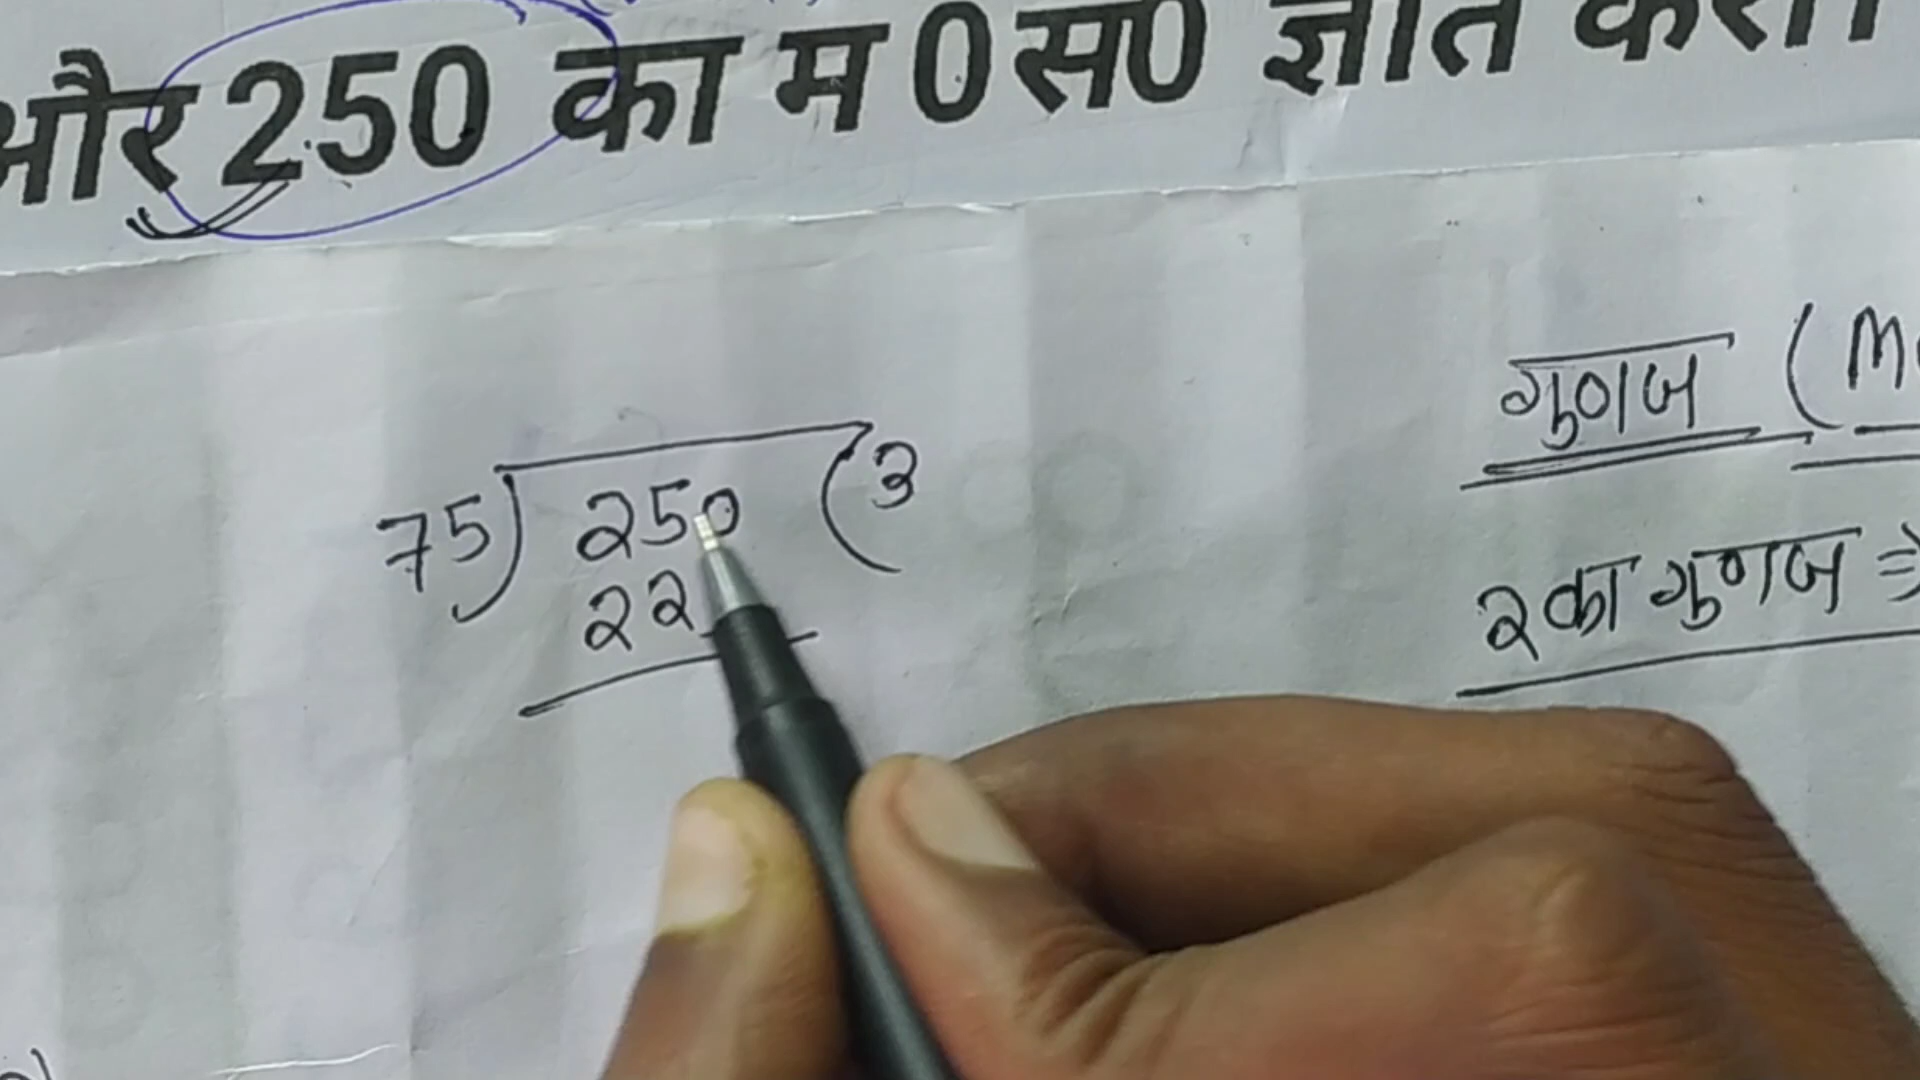 और 250 का म0स0 ज्ञात करो।
75) 250 (3
22
गुणज (M
2 का गुणज ⇒